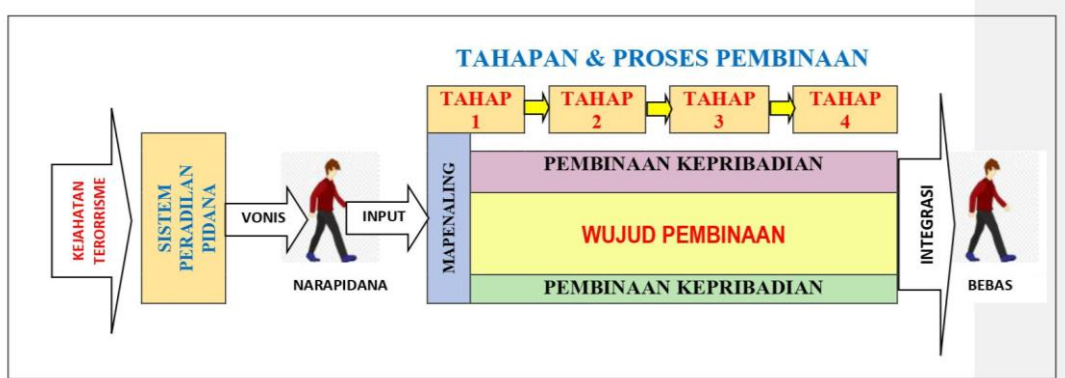 TAHAPAN & PROSES PEMBINAAN
TAHAP
1
TAHAP
2
TAHAP
3
TAHAP
4
KEJAHATAN
TERORRISME
SISTEM
PERADILAN
PIDANA
VONIS
NARAPIDANA
INPUT
MAPENALING
PEMBINAAN KEPRIBADIAN
WUJUD PEMBINAAN
PEMBINAAN KEPRIBADIAN
INTEGRASI
BEBAS